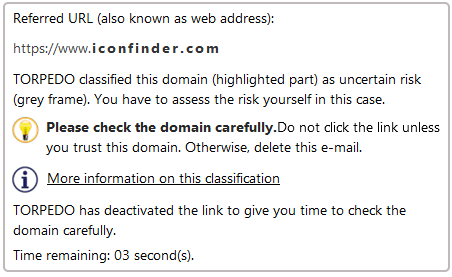 Referred URL (also known as web address):
https://www.iconfinder.com
TORPEDO classified this domain (highlighted part) as uncertain risk
(grey frame). You have to assess the risk yourself in this case.
Please check the domain carefully.Do not click the link unless
you trust this domain. Otherwise, delete this e-mail.
More information on this classification
TORPEDO has deactivated the link to give you time to check the
domain carefully.
Time remaining: 03 second(s).